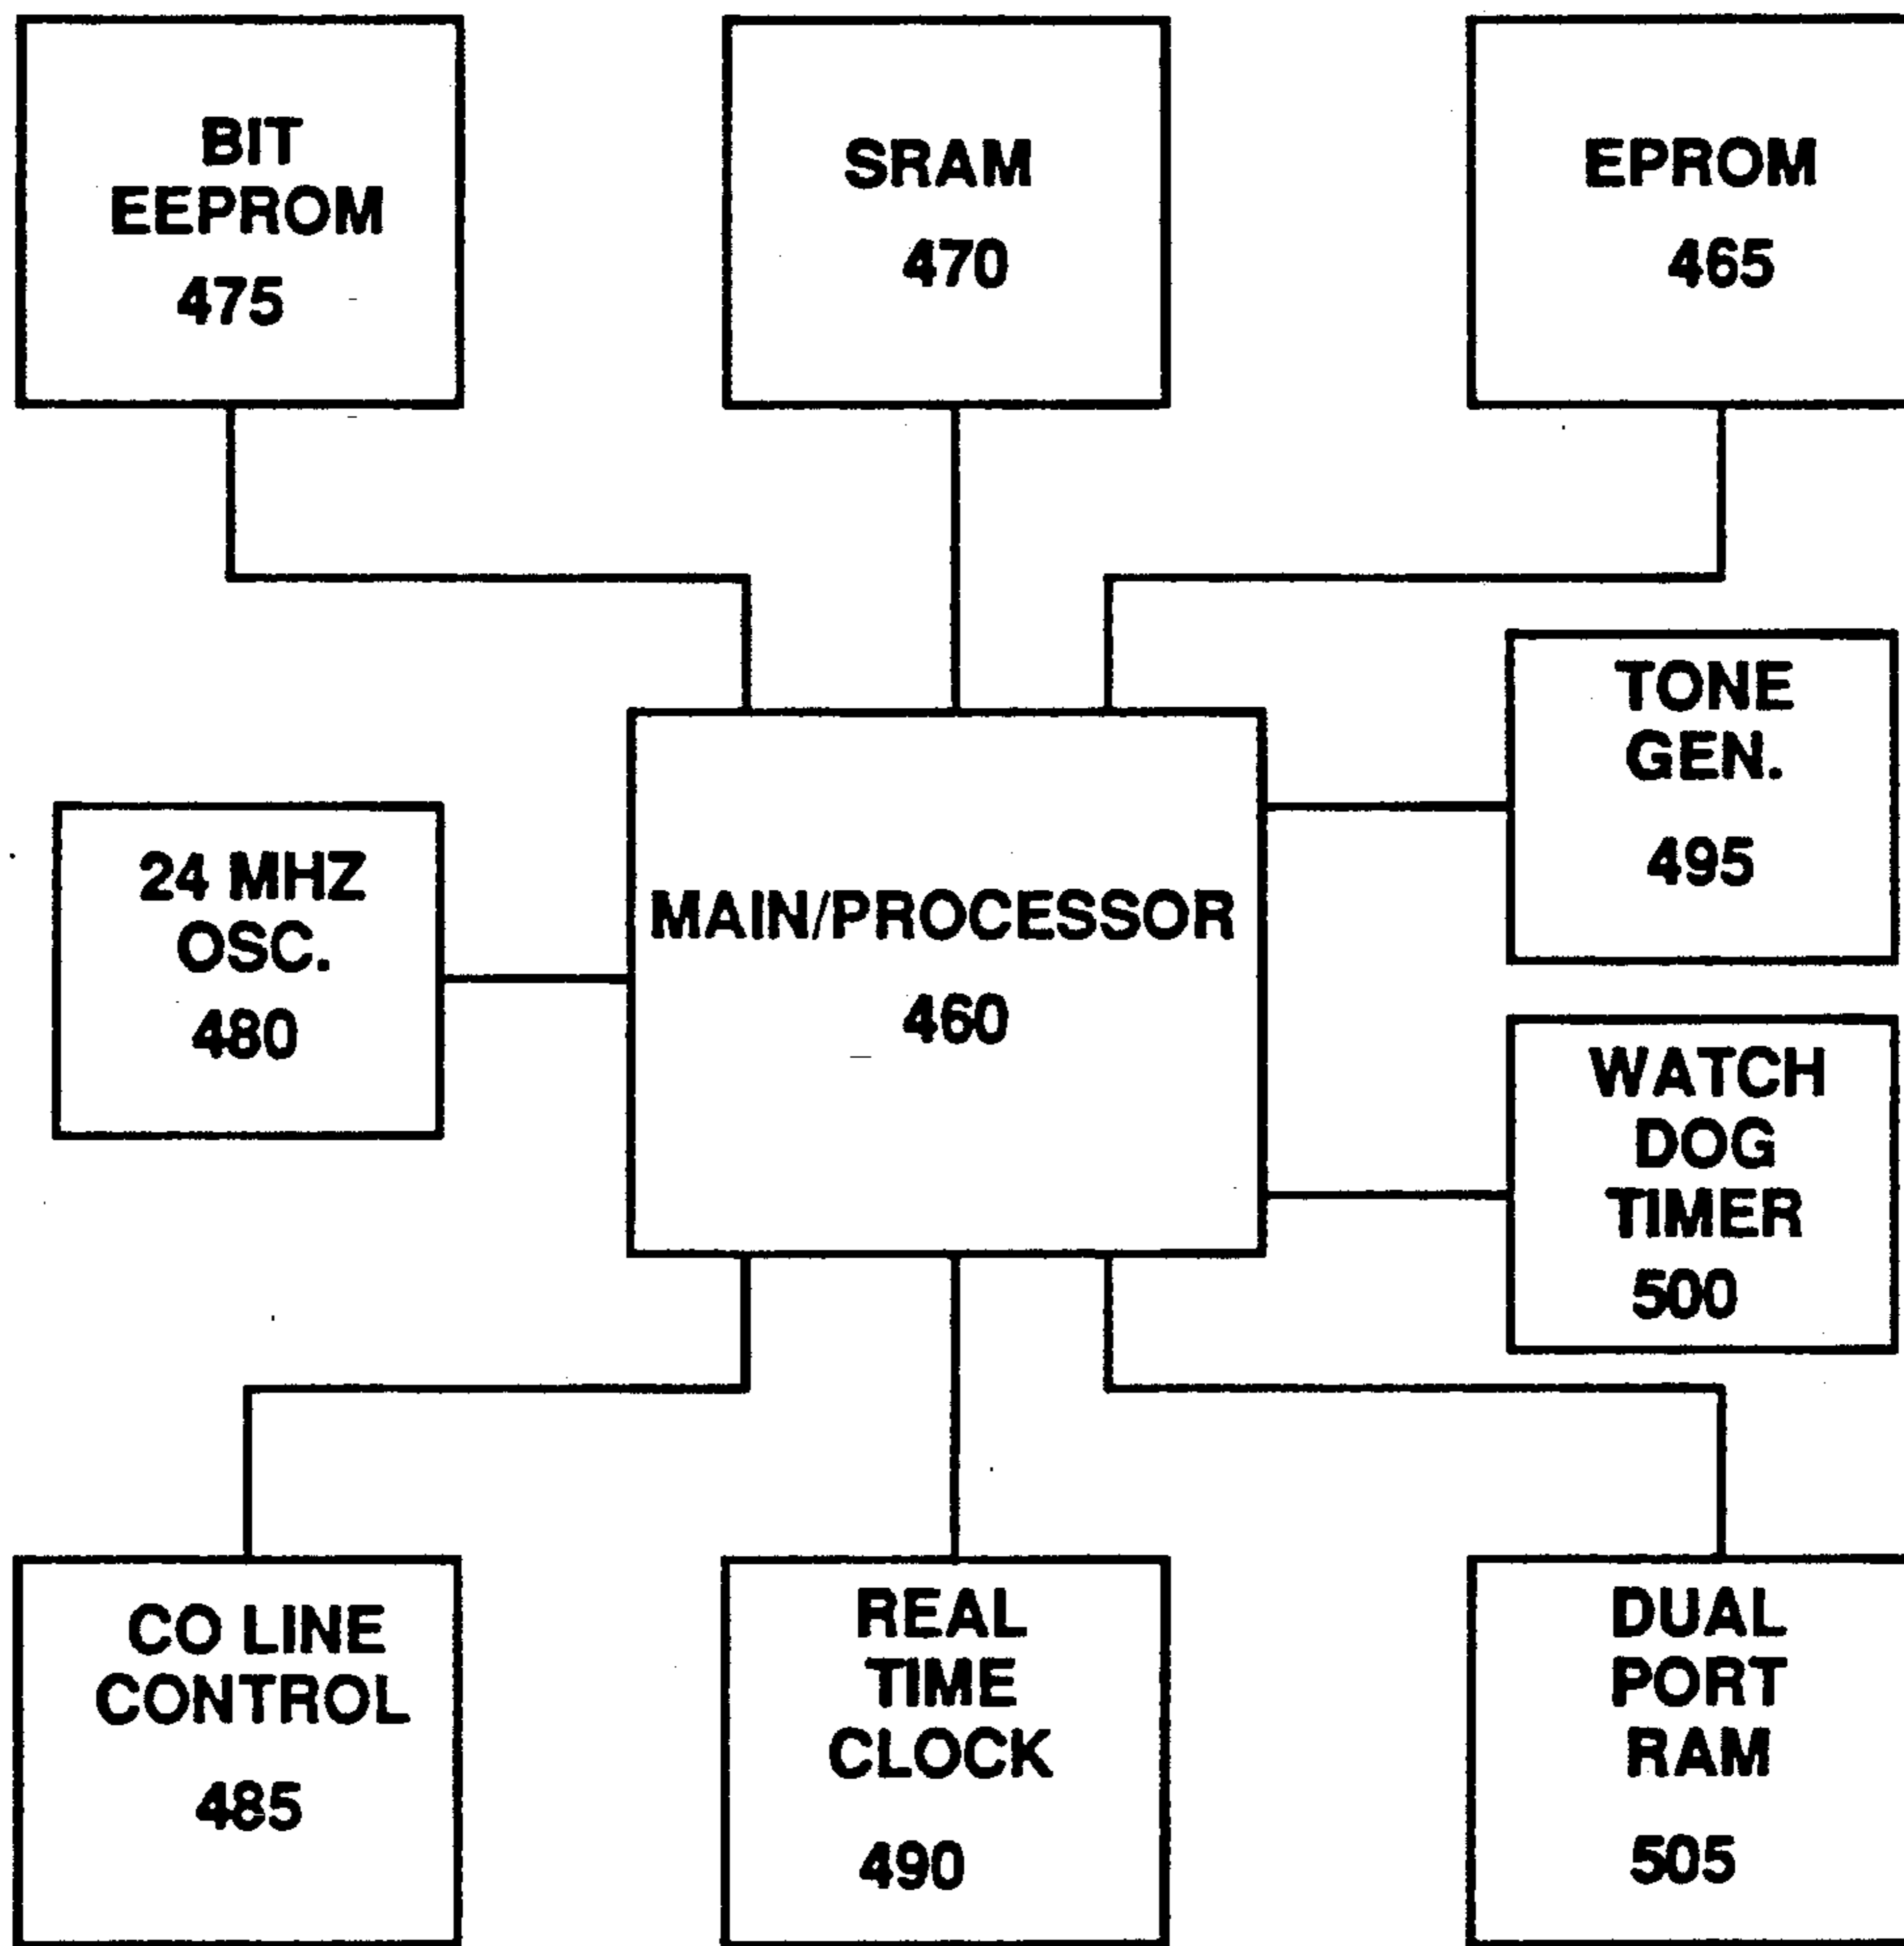 BIT
EEPROM
475
SRAM
470
EPROM
465
TONE
GEN.
495
24 MHZ
OSC.
480
MAIN/PROCESSOR
460
WATCH
DOG
TIMER
500
CO LINE
CONTROL
485
REAL
TIME
CLOCK
490
DUAL
PORT
RAM
505